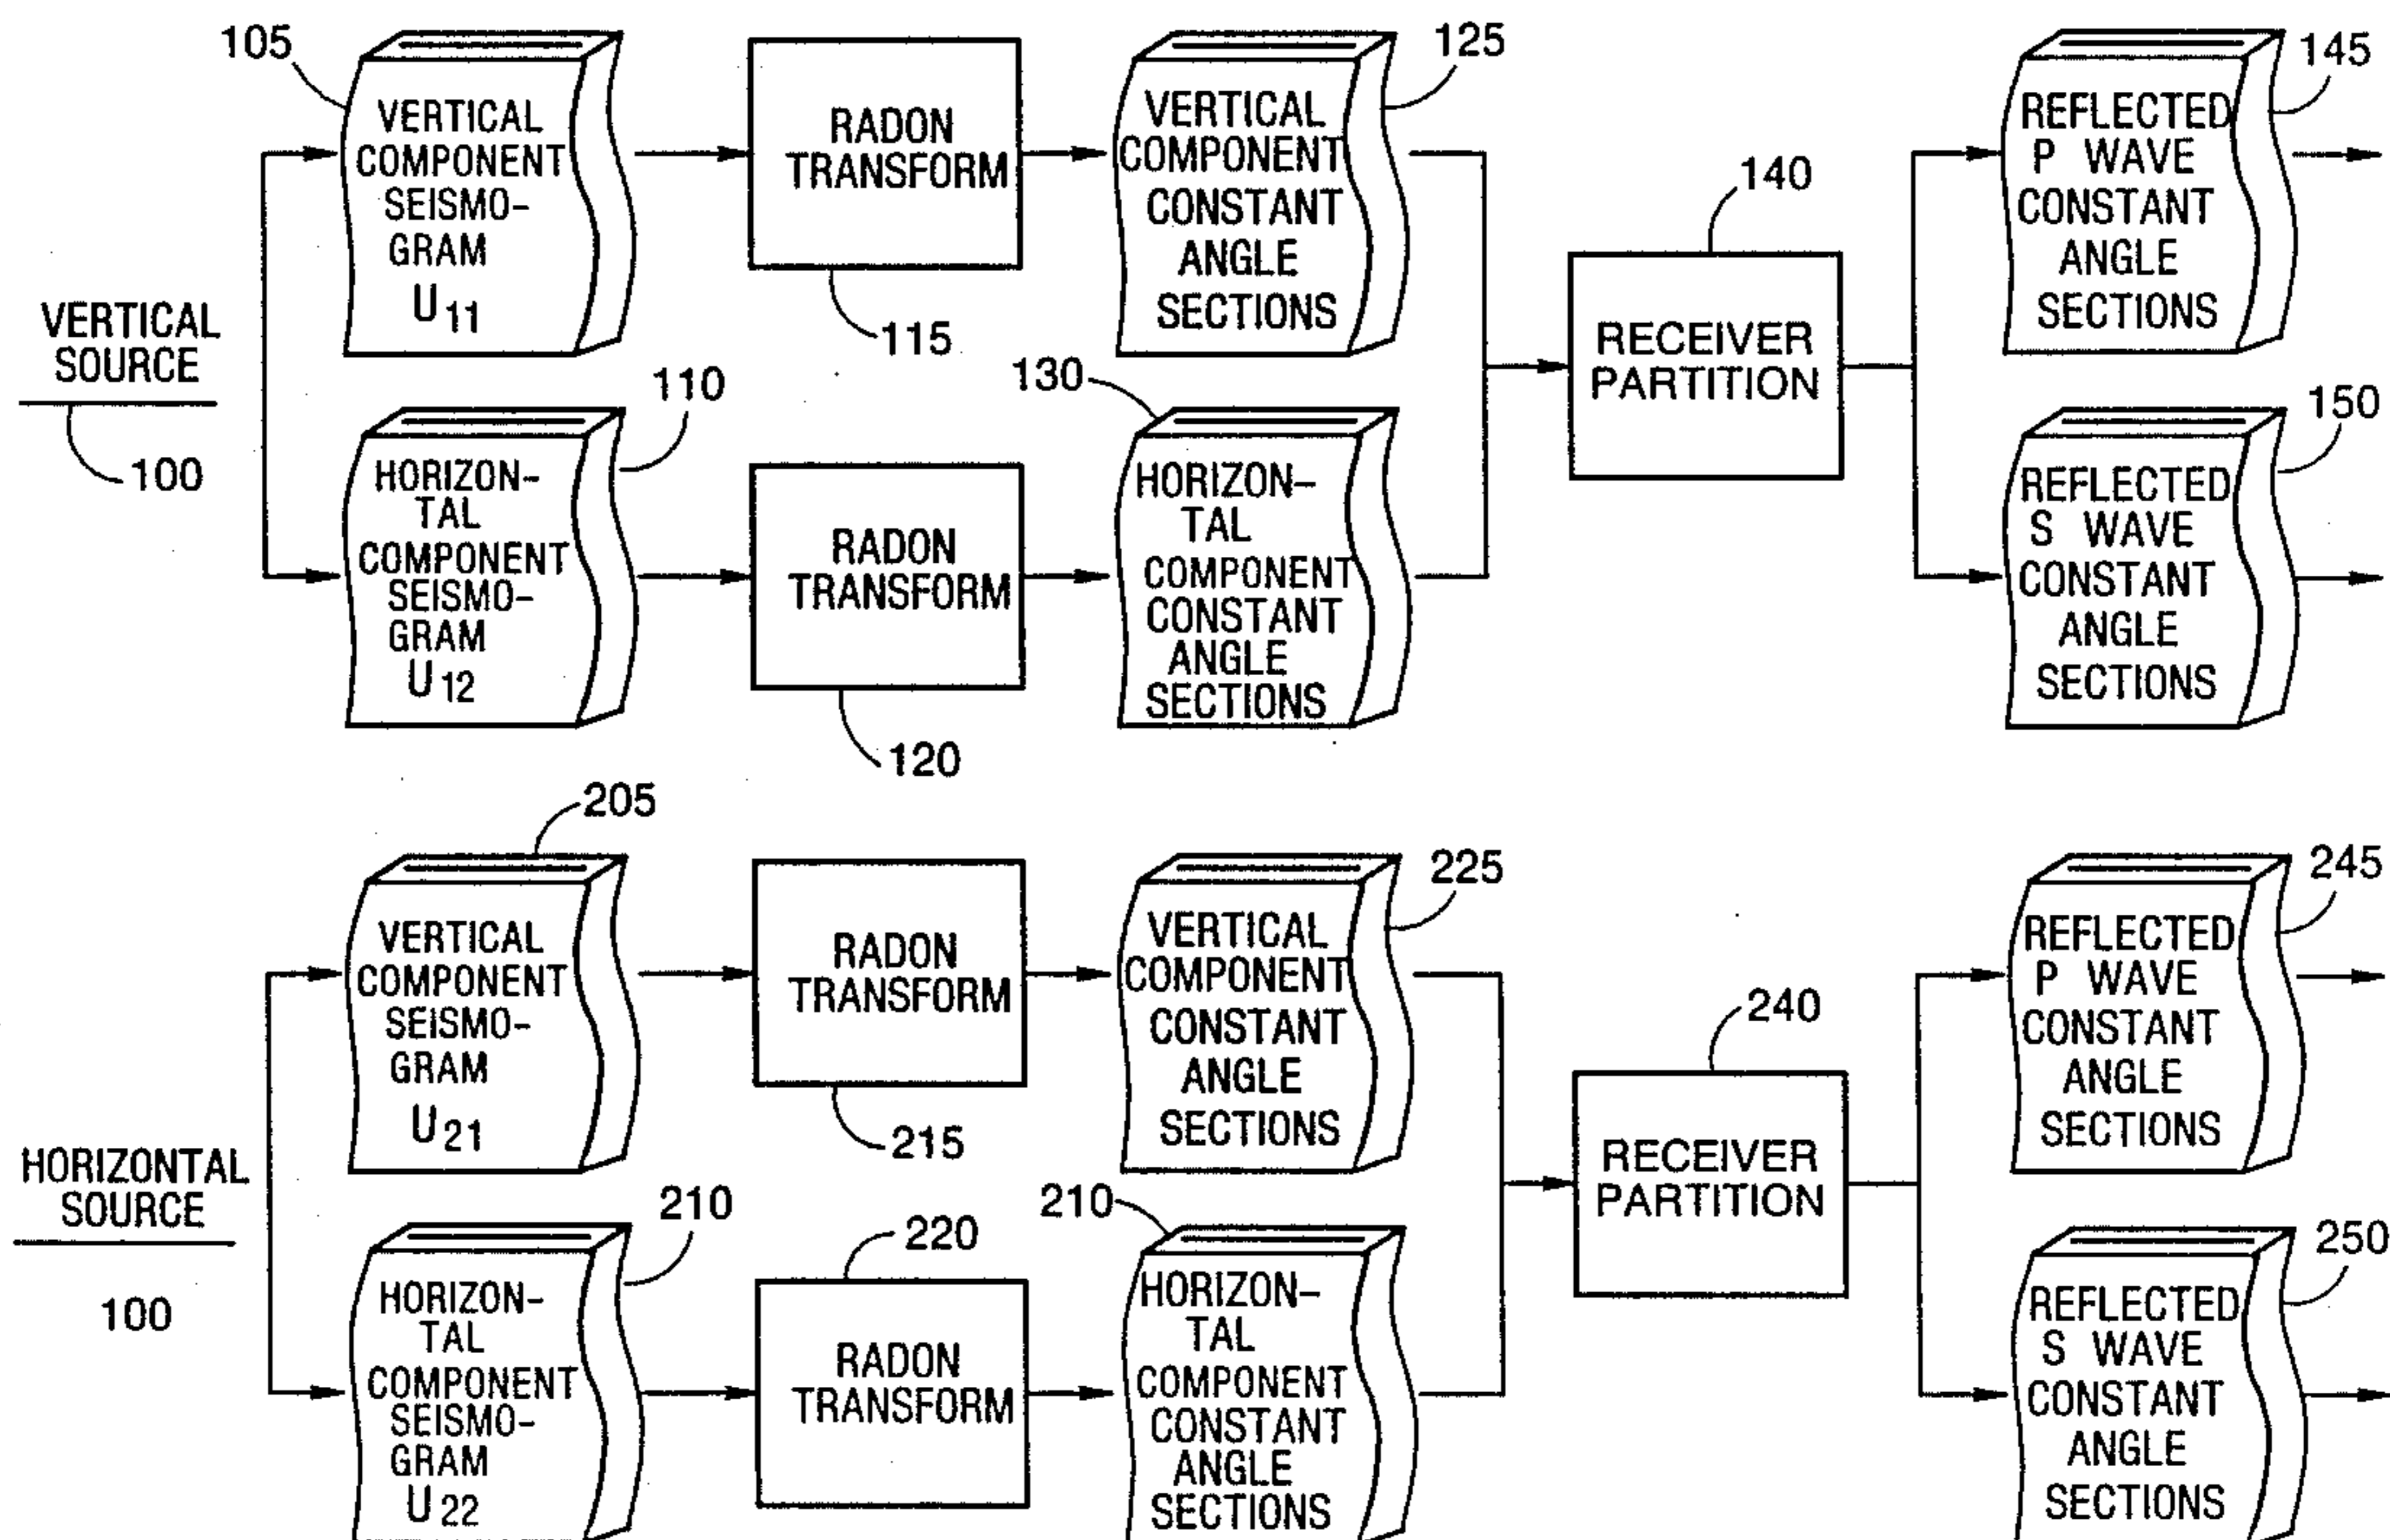 105
VERTICAL
COMPONENT
SEISMO-
GRAM
U11
RADON
TRANSFORM
115
125
VERTICAL
COMPONENT
CONSTANT
ANGLE
SECTIONS
140
RECEIVER
PARTITION
145
REFLECTED
P WAVE
CONSTANT
ANGLE
SECTIONS
VERTICAL
SOURCE
100
110
HORIZON-
TAL
COMPONENT
SEISMO-
GRAM
U12
RADON
TRANSFORM
120
130
HORIZON-
TAL
COMPONENT
CONSTANT
ANGLE
SECTIONS
150
REFLECTED
S WAVE
CONSTANT
ANGLE
SECTIONS
205
VERTICAL
COMPONENT
SEISMO-
GRAM
U21
RADON
TRANSFORM
215
225
VERTICAL
COMPONENT
CONSTANT
ANGLE
SECTIONS
240
RECEIVER
PARTITION
245
REFLECTED
P WAVE
CONSTANT
ANGLE
SECTIONS
HORIZONTAL
SOURCE
100
210
HORIZON-
TAL
COMPONENT
SEISMO-
GRAM
U22
220
RADON
TRANSFORM
210
HORIZON-
TAL
COMPONENT
CONSTANT
ANGLE
SECTIONS
250
REFLECTED
S WAVE
CONSTANT
ANGLE
SECTIONS